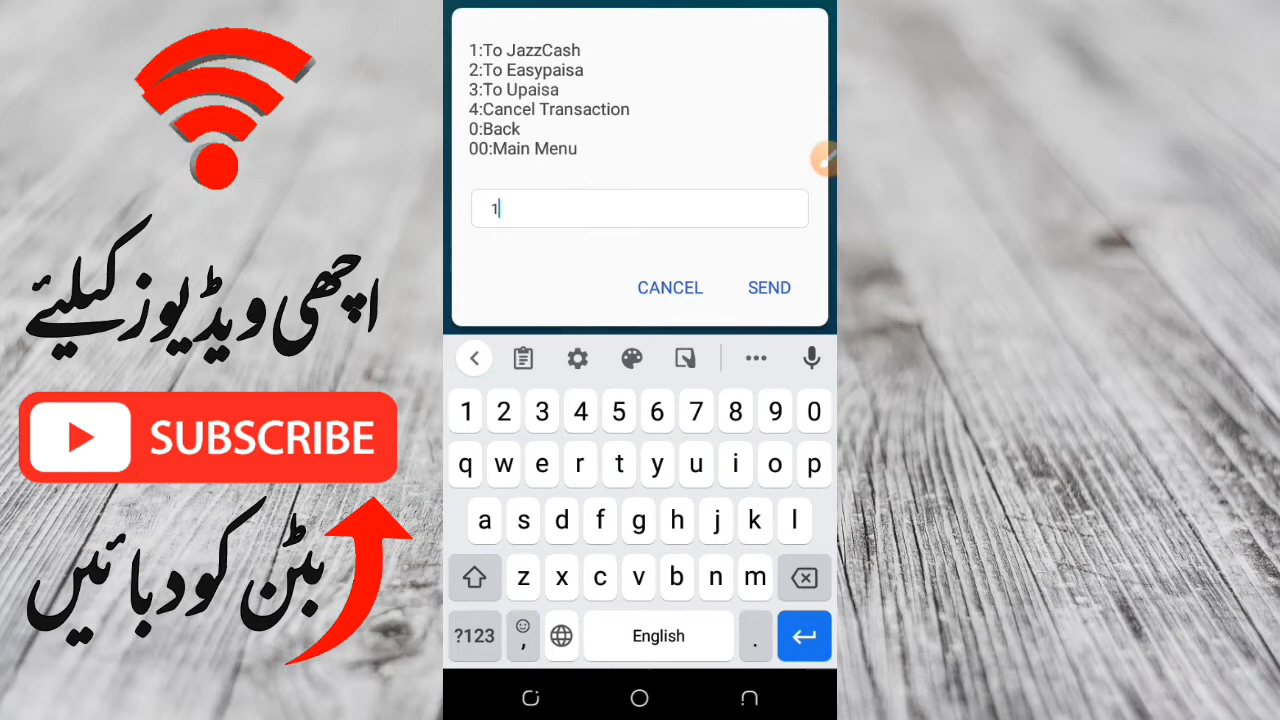 اچھی ویڈیوز کیلئے
SUBSCRIBE
بٹن کو دبائیں
1:To JazzCash
2:To Easypaisa
3:To Upaisa
4:Cancel Transaction
0:Back
00:Main Menu
1
CANCEL SEND
1 2 3 4 5 6 7 8 9 0
q w e r t y u i o p
a s d f g h j k l
z x c v b n m
?123 , English .